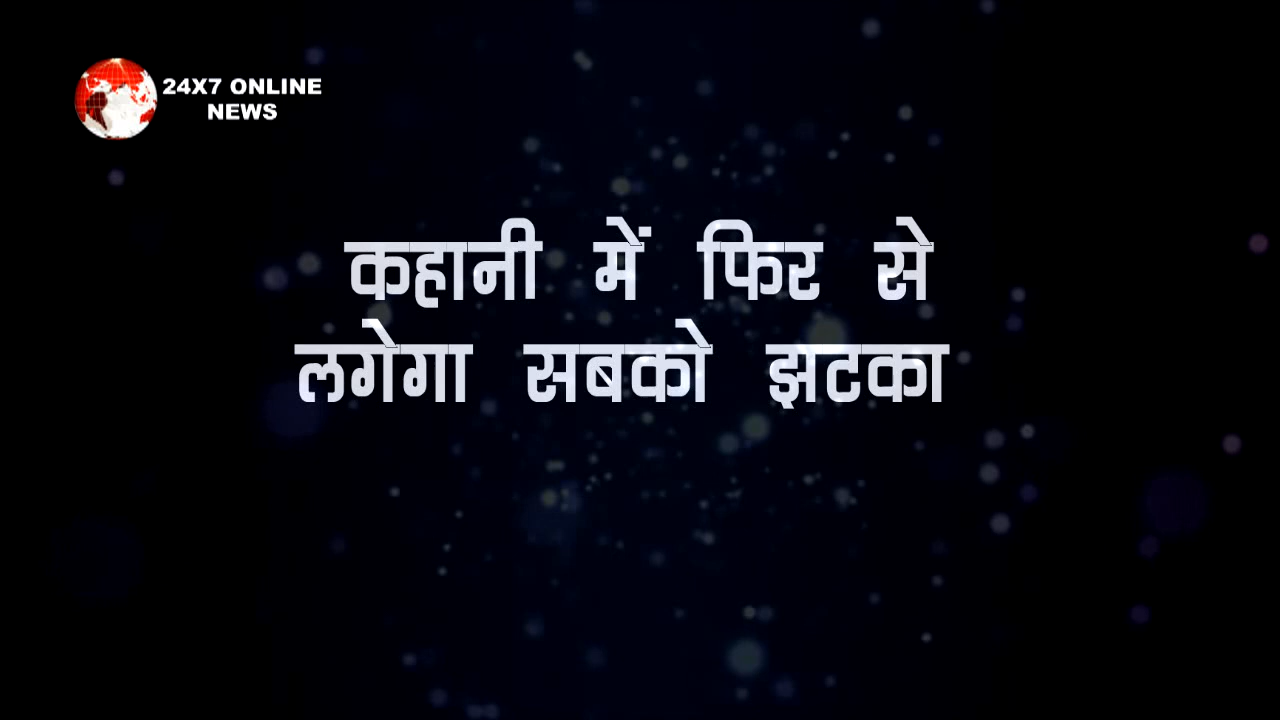 24X7 ONLINE
NEWS
कहानी में फिर से
लगेगा सबको झटका